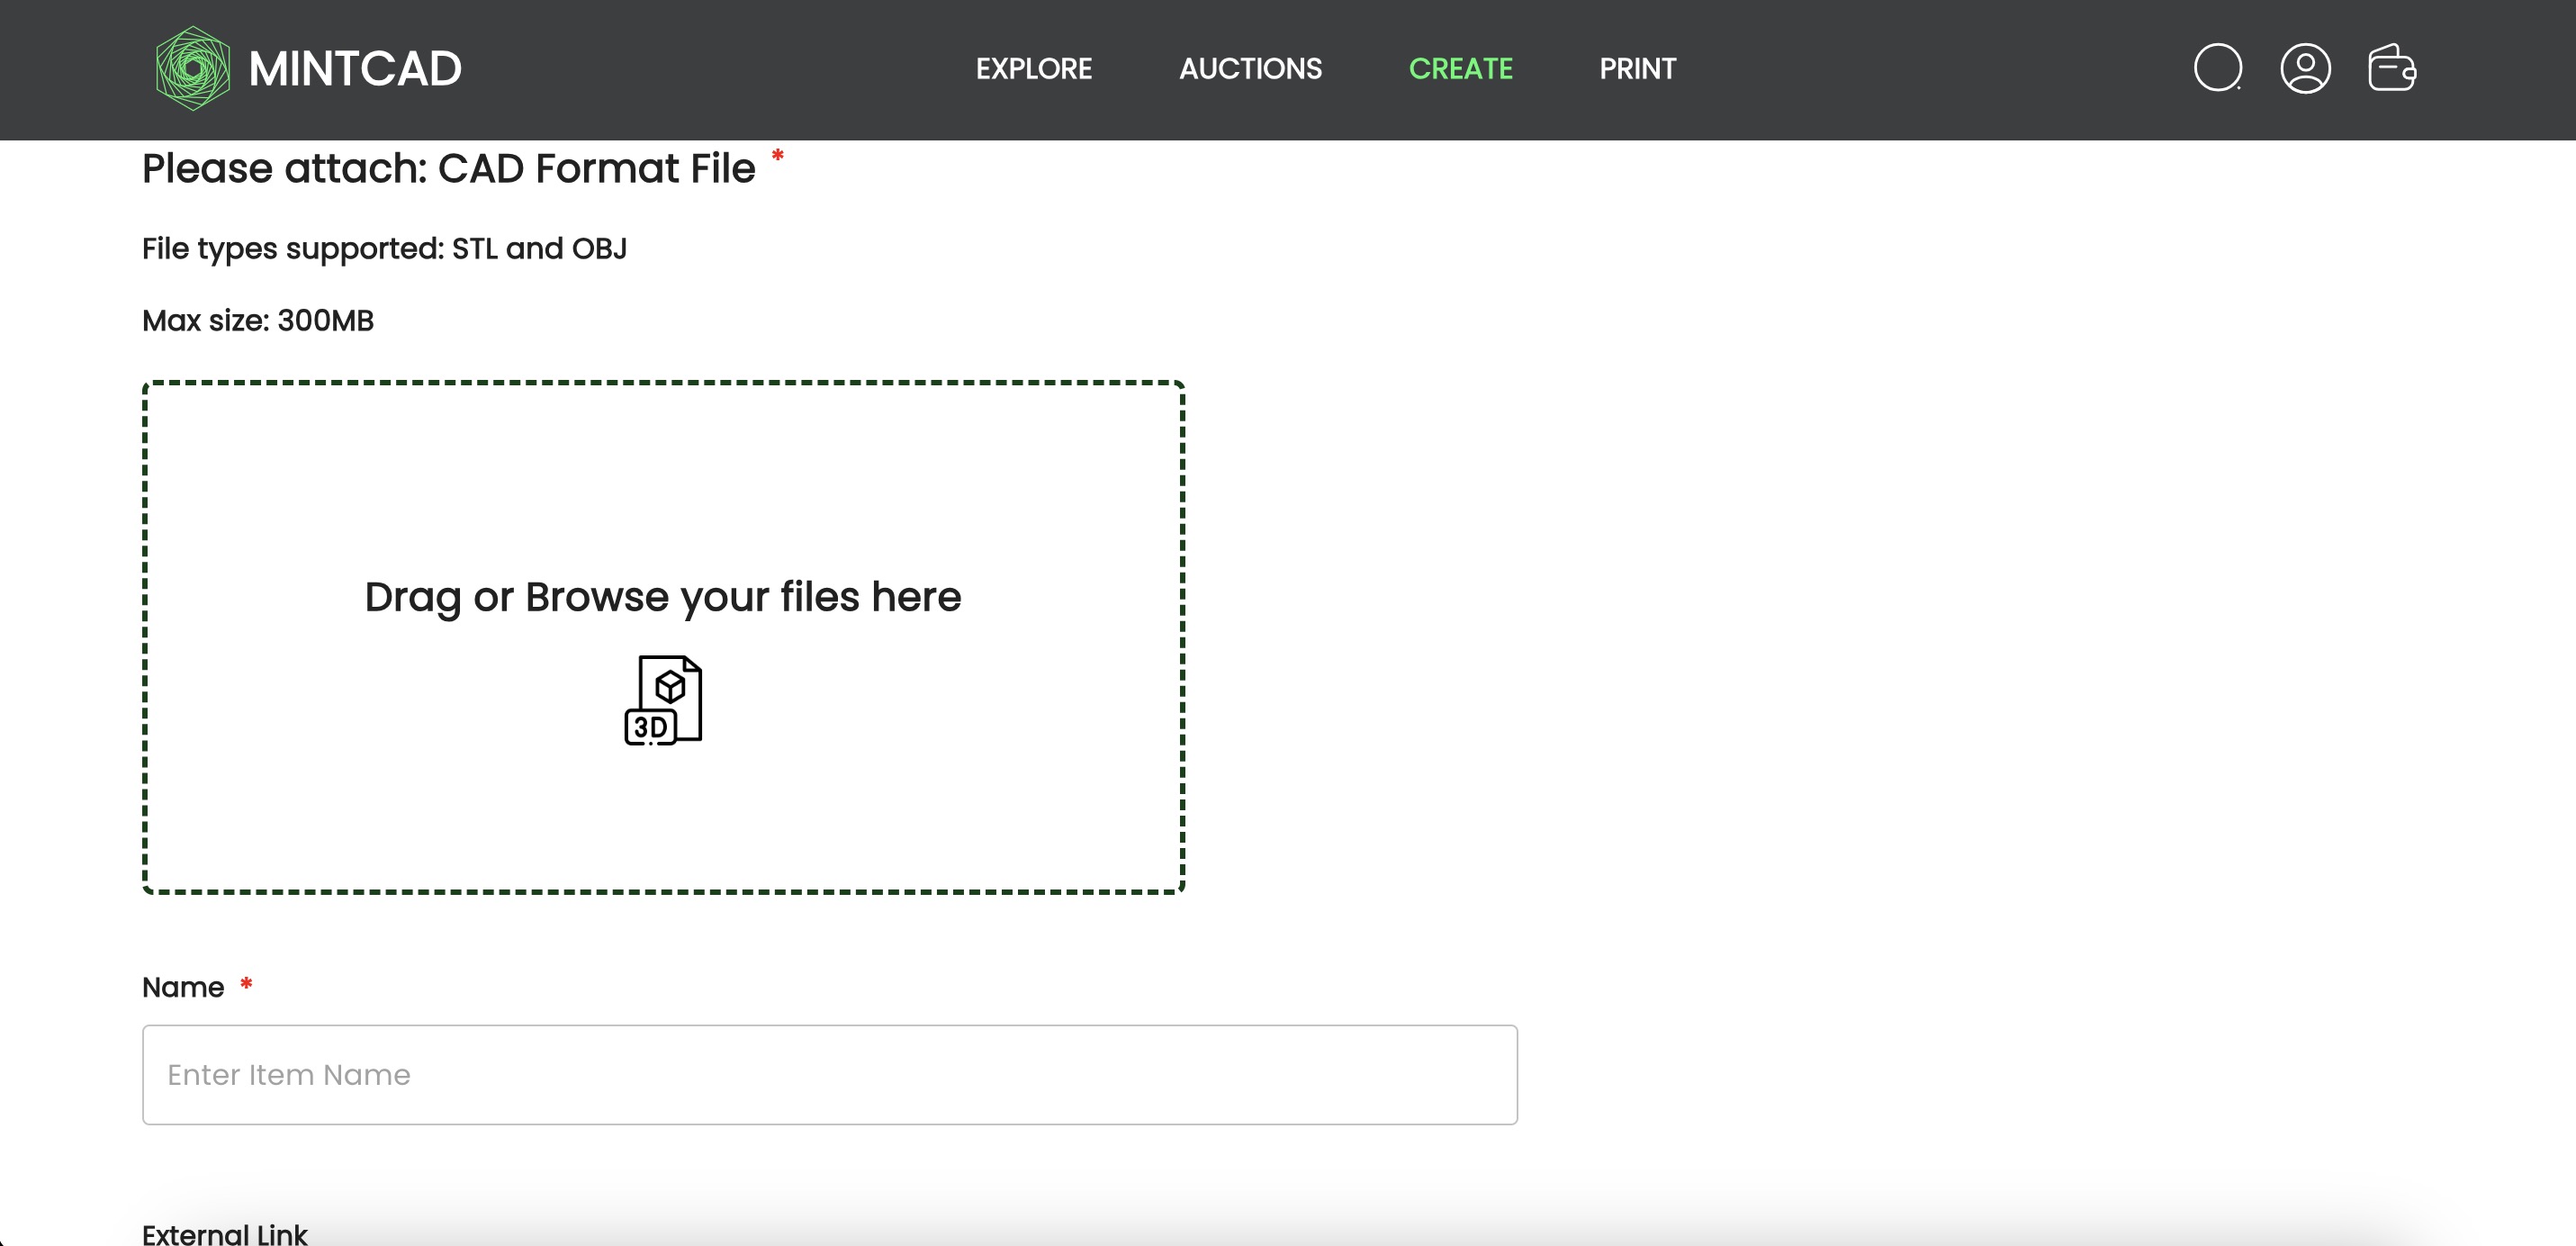 MINTCAD
EXPLORE AUCTIONS CREATE PRINT
Please attach: CAD Format File *
File types supported: STL and OBJ
Max size: 300MB
Drag or Browse your files here
3D
Name *
Enter Item Name
External Link